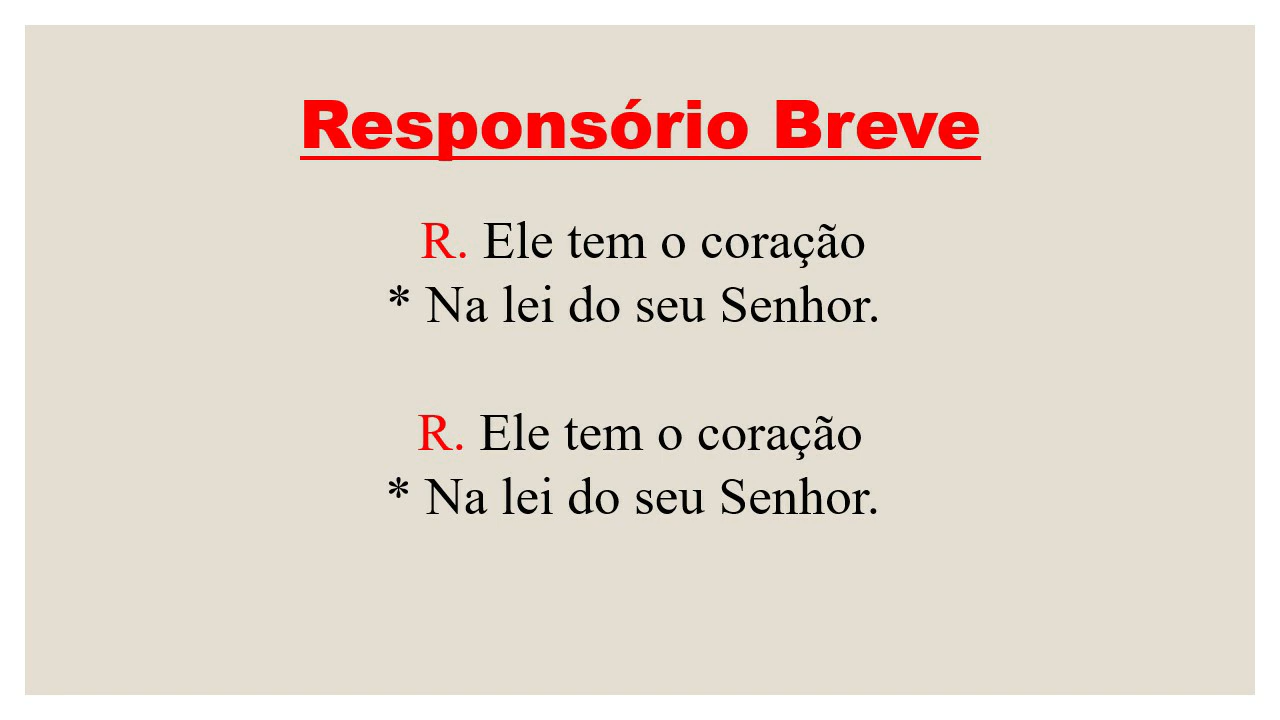 Responsório Breve
R. Ele tem o coração
* Na lei do seu Senhor.
R. Ele tem o coração
* Na lei do seu Senhor.